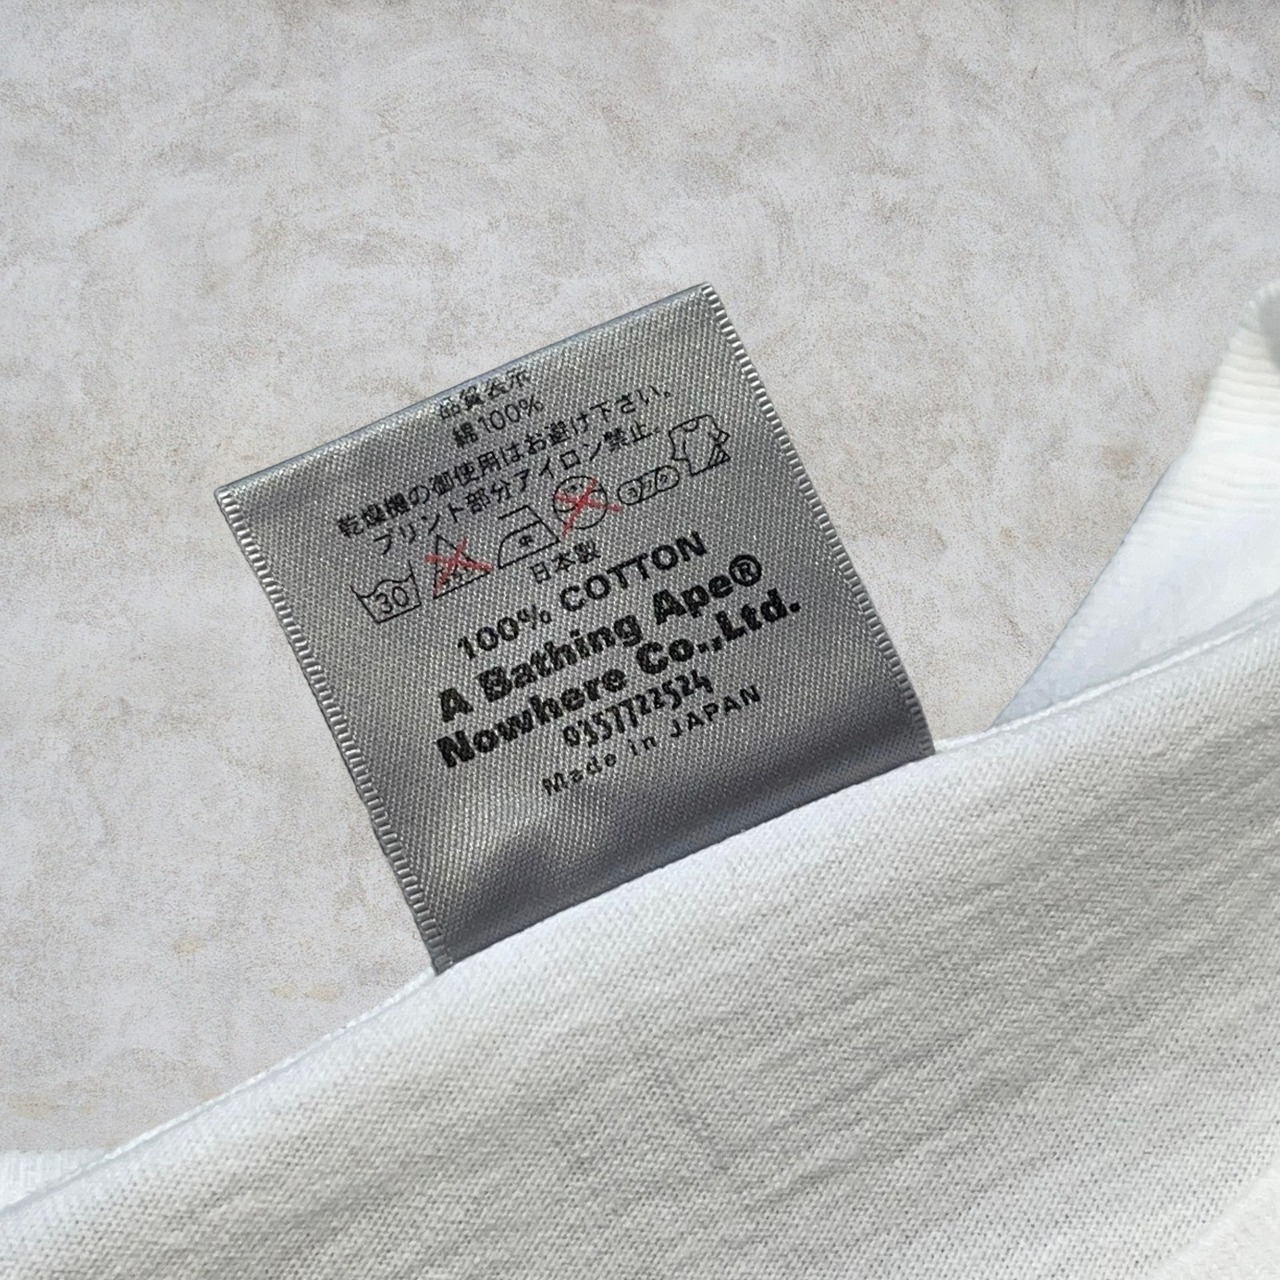 品質表示
綿100%
乾燥機の御使用はお避け下さい。
プリント部分アイロン禁止。
30
日本製
100% COTTON
A Bathing Ape®
Nowhere Co.,Ltd.
0357722524
Made in JAPAN